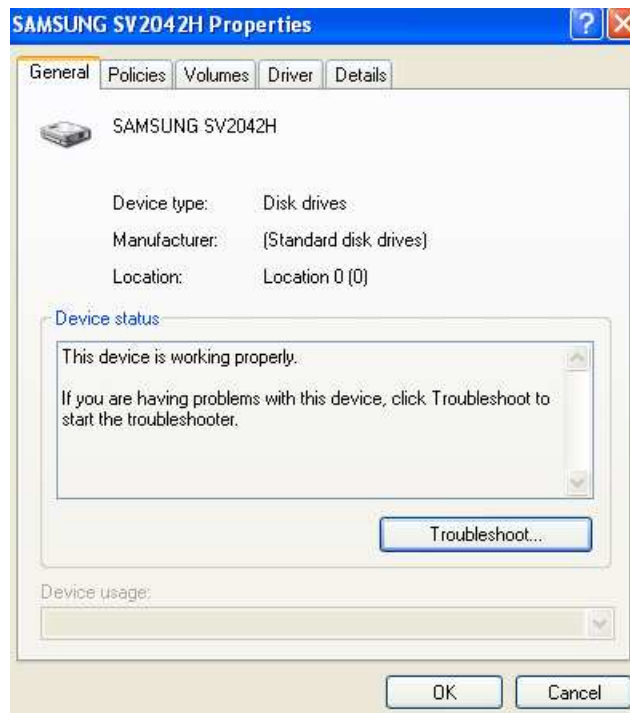 SAMSUNG SV2042H Properties
General Policies Volumes Driver Details
SAMSUNG SV2042H
Device type: Disk drives
Manufacturer: (Standard disk drives)
Location: Location 0 (0)
Device status
This device is working properly.
If you are having problems with this device, click Troubleshoot to
start the troubleshooter.
Troubleshoot...
Device usage:
OK Cancel